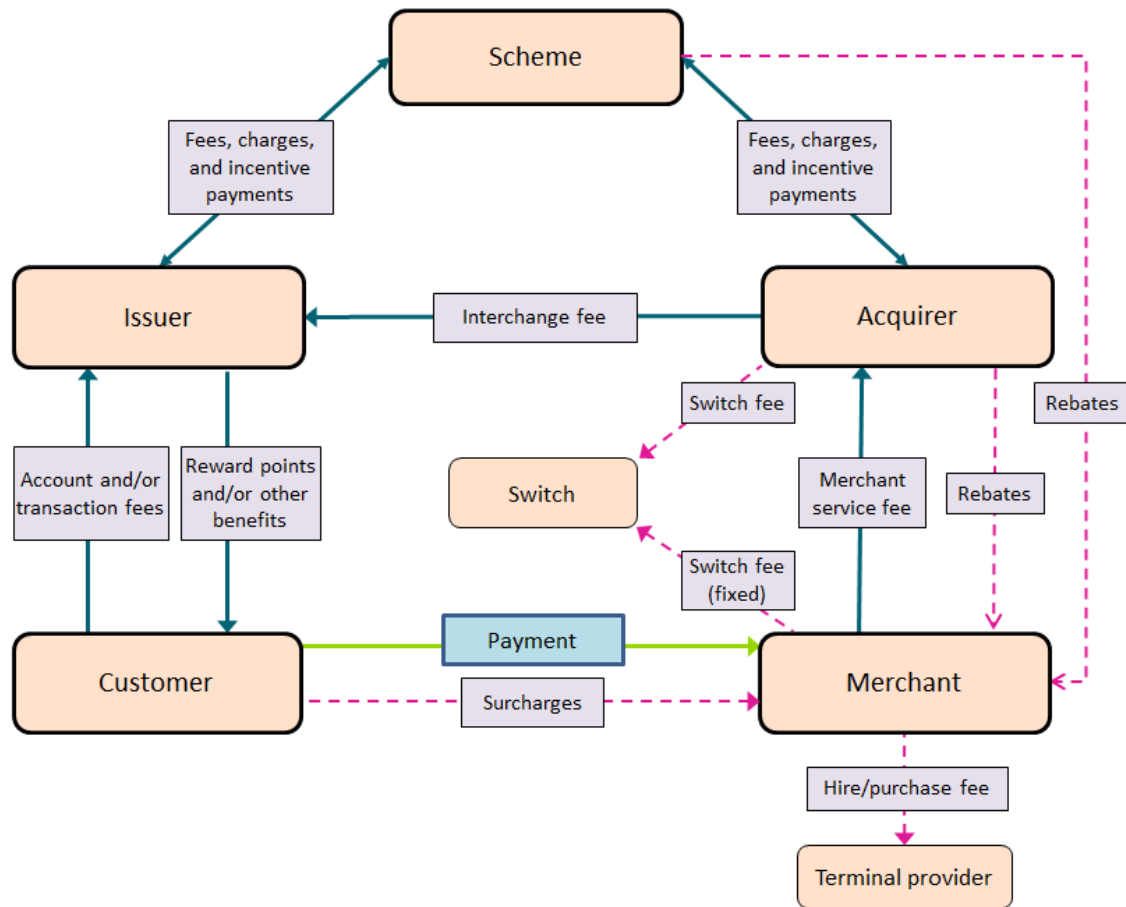 Scheme
Fees, charges,
and incentive
payments
Fees, charges,
and incentive
payments
Issuer
Interchange fee
Acquirer
Switch fee
Rebates
Account and/or
transaction fees
Reward points
and/or other
benefits
Switch
Merchant
service fee
Rebates
Switch fee
(fixed)
Customer
Payment
Surcharges
Merchant
Hire/purchase fee
Terminal provider